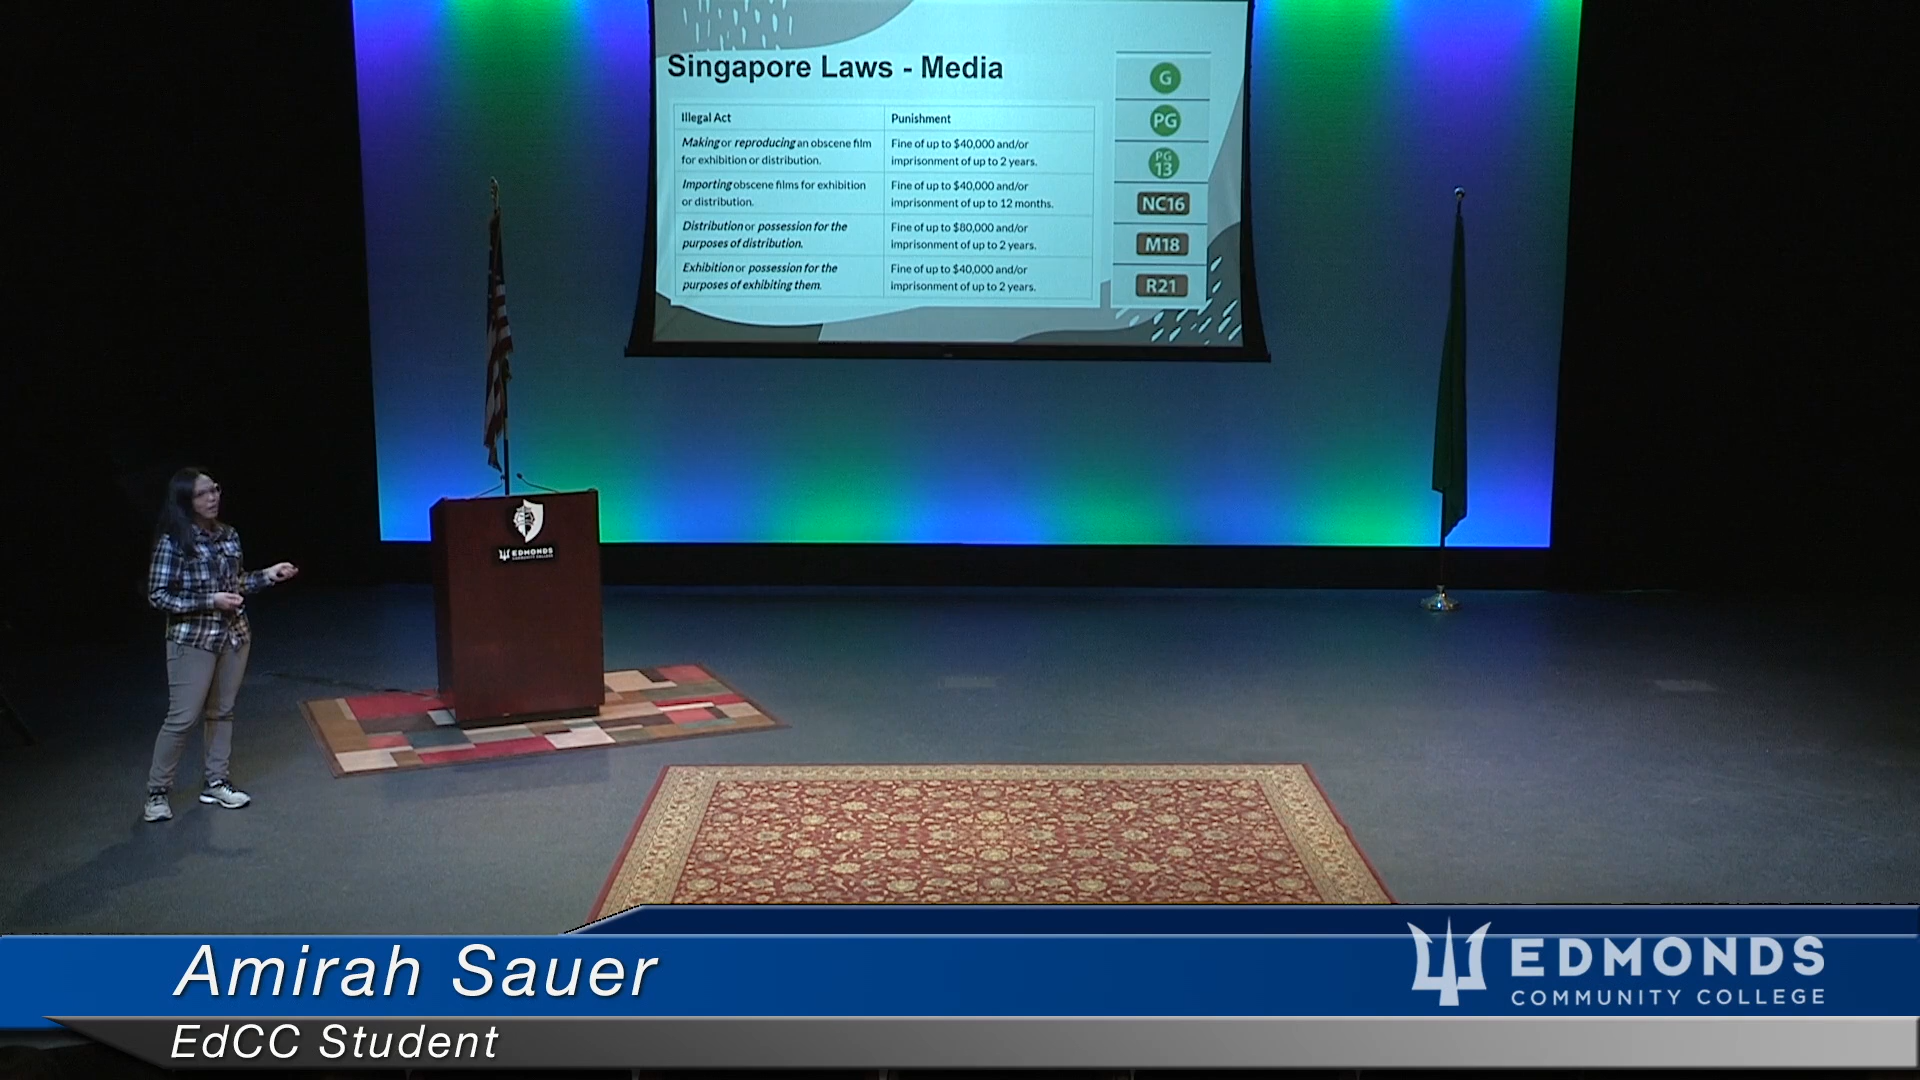 Singapore Laws - Media
Illegal Act
Punishment
Making or reproducing an obscene film
for exhibition or distribution.
Fine of up to $40,000 and/or
imprisonment of up to 2 years.
Importing obscene films for exhibition
or distribution.
Fine of up to $40,000 and/or
imprisonment of up to 12 months.
Distribution or possession for the
purposes of distribution.
Fine of up to $80,000 and/or
imprisonment of up to 2 years.
Exhibition or possession for the
purposes of exhibiting them.
Fine of up to $40,000 and/or
imprisonment of up to 2 years.
G
PG
PG
13
NC16
M18
R21
EDMONDS
COMMUNITY COLLEGE
Amirah Sauer
EdCC Student
EDMONDS
COMMUNITY COLLEGE